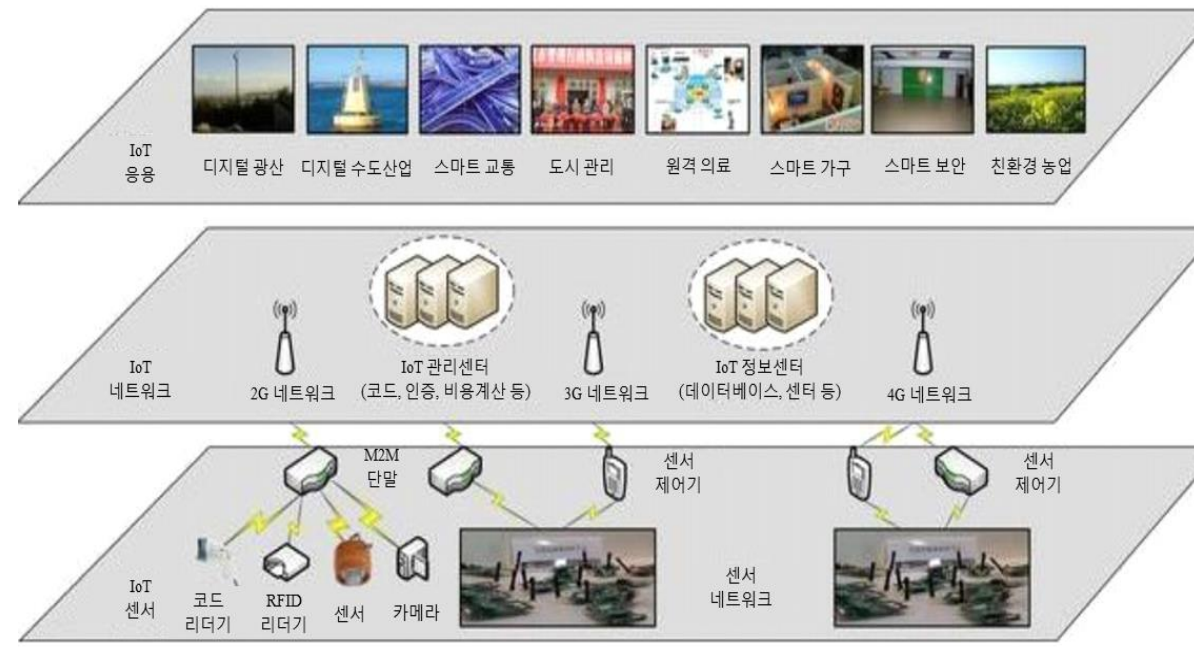 IoT
응용
디지털 광산
디지털 수도산업
스마트 교통
도시 관리
원격 의료
스마트 가구
스마트 보안
친환경 농업
IoT
네트워크
2G 네트워크
IoT 관리센터
(코드, 인증, 비용계산 등)
3G 네트워크
IoT 정보센터
(데이터베이스, 센터 등)
4G 네트워크
M2M
단말
센서
제어기
센서
제어기
IoT
센서
코드
리더기
RFID
리더기
센서
카메라
센서
네트워크